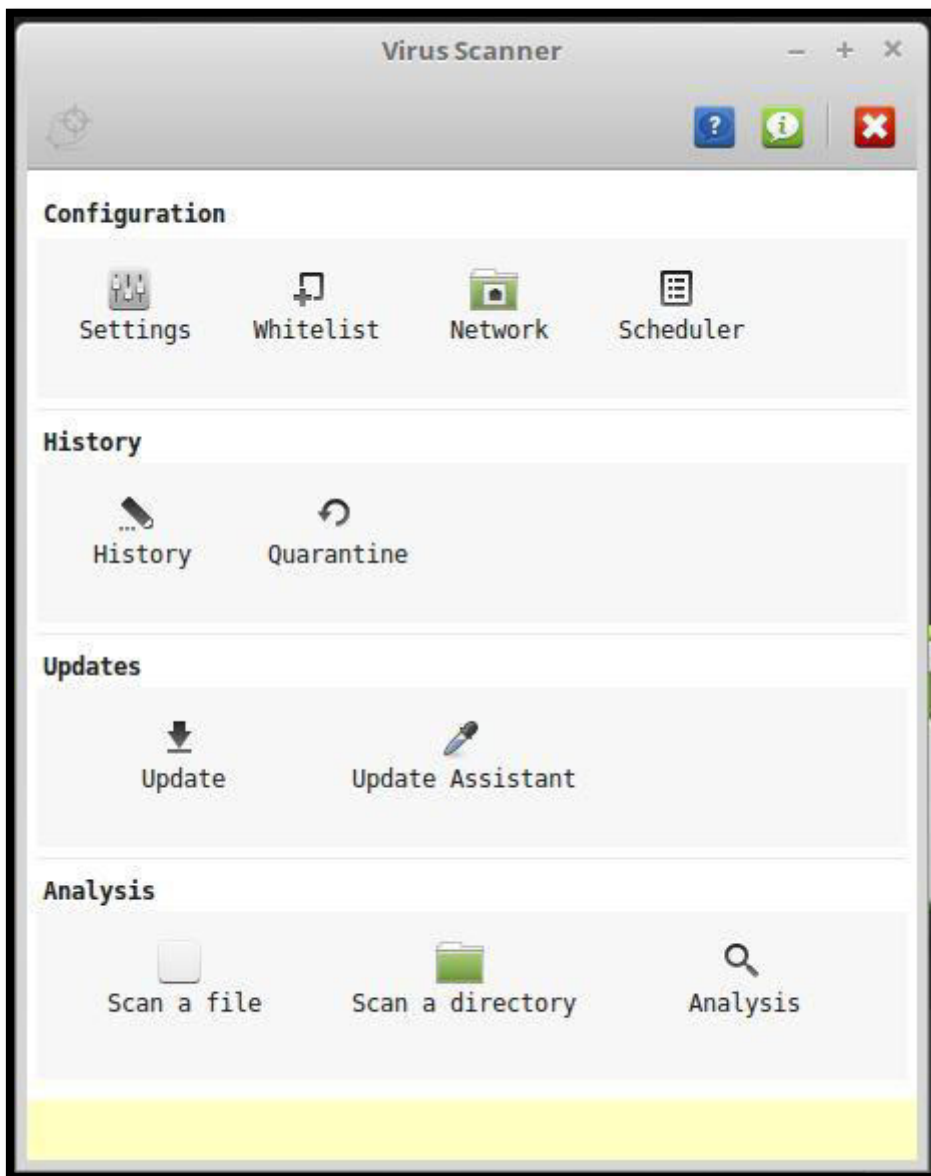 Virus Scanner
Configuration
Settings Whitelist Network Scheduler
History
History Quarantine
Updates
Update Update Assistant
Analysis
Scan a file Scan a directory Analysis